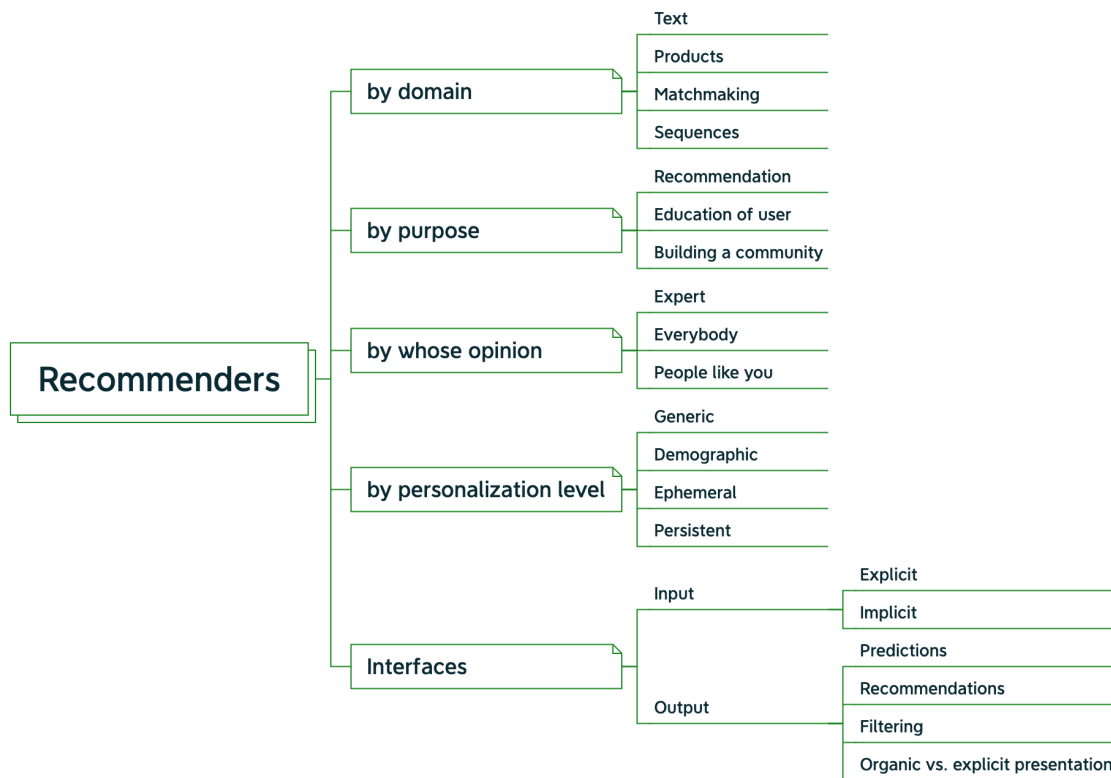 Recommenders
by domain
Text
Products
Matchmaking
Sequences
by purpose
Recommendation
Education of user
Building a community
by whose opinion
Expert
Everybody
People like you
by personalization level
Generic
Demographic
Ephemeral
Persistent
Interfaces
Input
Explicit
Implicit
Output
Predictions
Recommendations
Filtering
Organic vs. explicit presentation